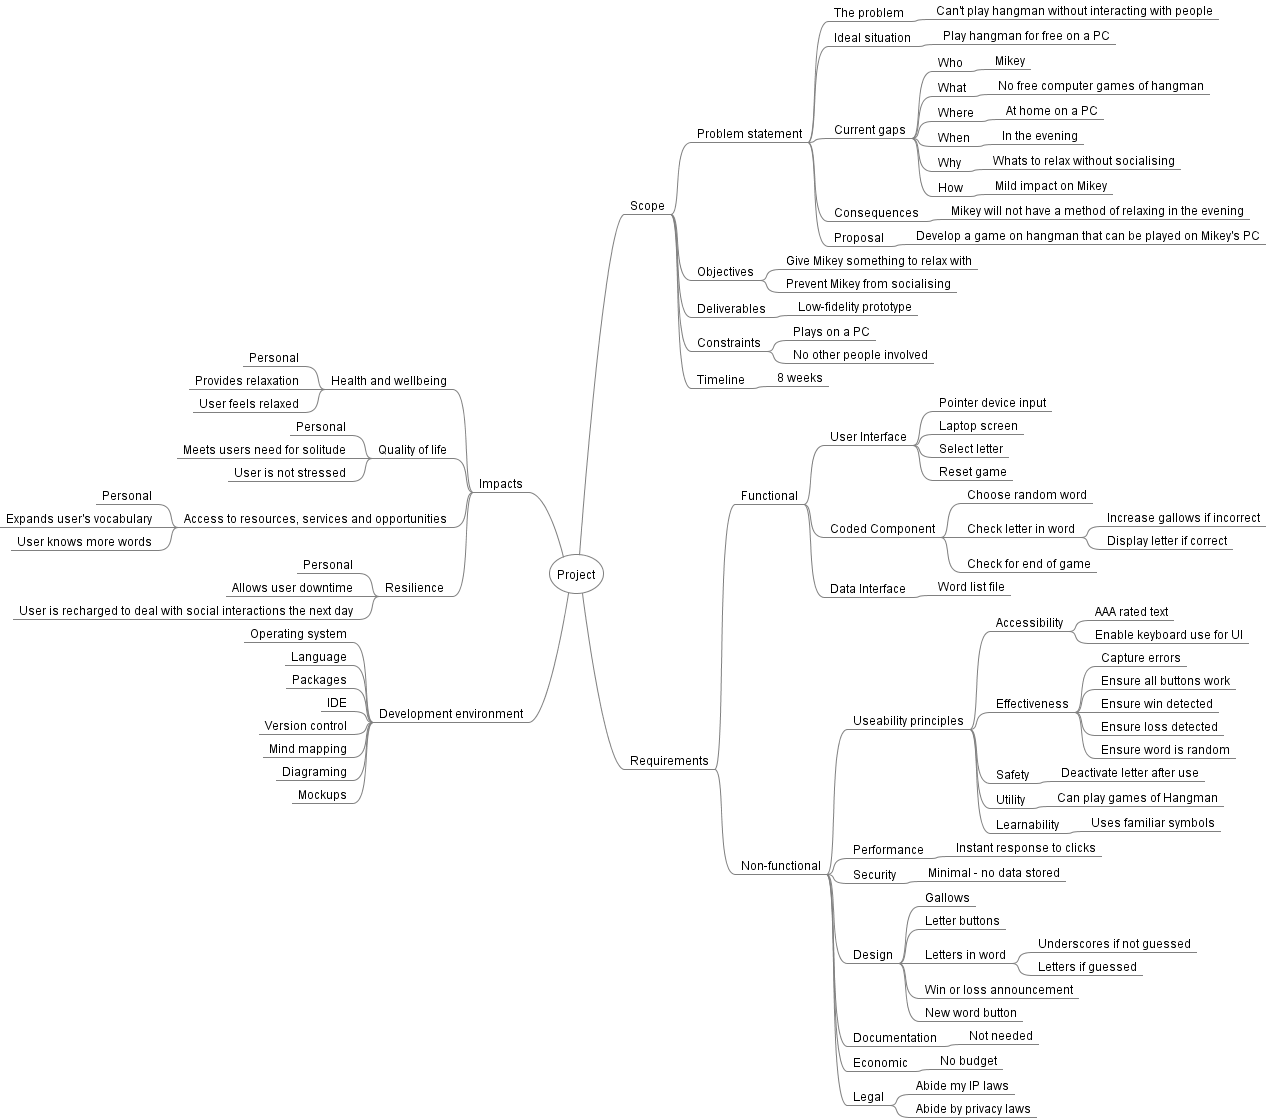 Project
Scope
Problem statement
The problem
Can't play hangman without interacting with people
Ideal situation
Play hangman for free on a PC
Current gaps
Who
Mikey
What
No free computer games of hangman
Where
At home on a PC
When
In the evening
Why
Whats to relax without socialising
How
Mild impact on Mikey
Consequences
Mikey will not have a method of relaxing in the evening
Proposal
Develop a game on hangman that can be played on Mikey's PC
Objectives
Give Mikey something to relax with
Prevent Mikey from socialising
Deliverables
Low-fidelity prototype
Constraints
Plays on a PC
No other people involved
Timeline
8 weeks
Requirements
Functional
User Interface
Pointer device input
Laptop screen
Select letter
Reset game
Coded Component
Choose random word
Check letter in word
Increase gallows if incorrect
Display letter if correct
Check for end of game
Data Interface
Word list file
Non-functional
Useability principles
Accessibility
AAA rated text
Enable keyboard use for UI
Effectiveness
Capture errors
Ensure all buttons work
Ensure win detected
Ensure loss detected
Ensure word is random
Safety
Deactivate letter after use
Utility
Can play games of Hangman
Learnability
Uses familiar symbols
Performance
Instant response to clicks
Security
Minimal - no data stored
Design
Gallows
Letter buttons
Letters in word
Underscores if not guessed
Letters if guessed
Win or loss announcement
New word button
Documentation
Not needed
Economic
No budget
Legal
Abide my IP laws
Abide by privacy laws
Impacts
Health and wellbeing
Personal
Provides relaxation
User feels relaxed
Quality of life
Personal
Meets users need for solitude
User is not stressed
Access to resources, services and opportunities
Personal
Expands user's vocabulary
User knows more words
Resilience
Personal
Allows user downtime
User is recharged to deal with social interactions the next day
Development environment
Operating system
Language
Packages
IDE
Version control
Mind mapping
Diagraming
Mockups